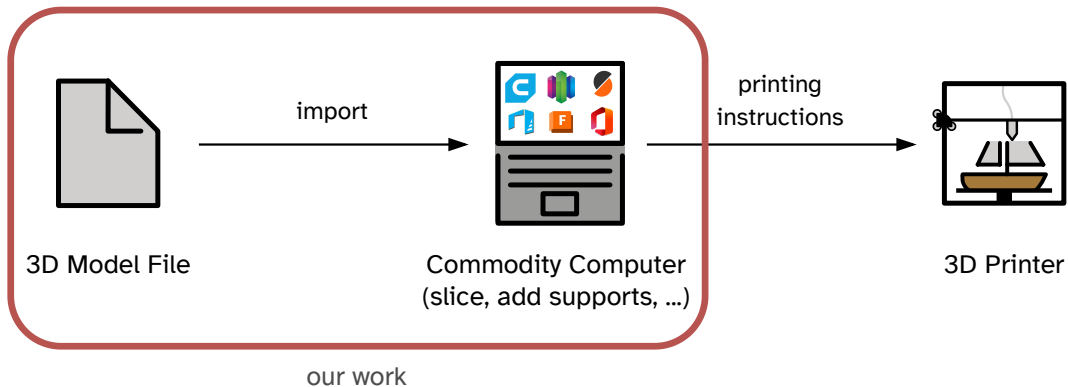 import
printing
instructions
F
3D Model File
Commodity Computer
(slice, add supports, ...)
3D Printer
our work